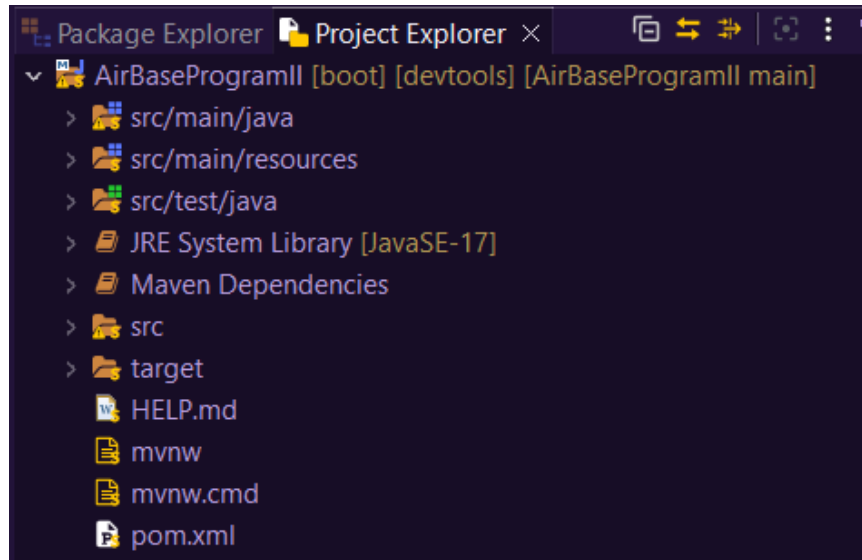 Package Explorer Project Explorer
AirBaseProgramII [boot] [devtools] [AirBaseProgramII main]
src/main/java
src/main/resources
src/test/java
JRE System Library [JavaSE-17]
Maven Dependencies
src
target
HELP.md
mvnw
mvnw.cmd
pom.xml